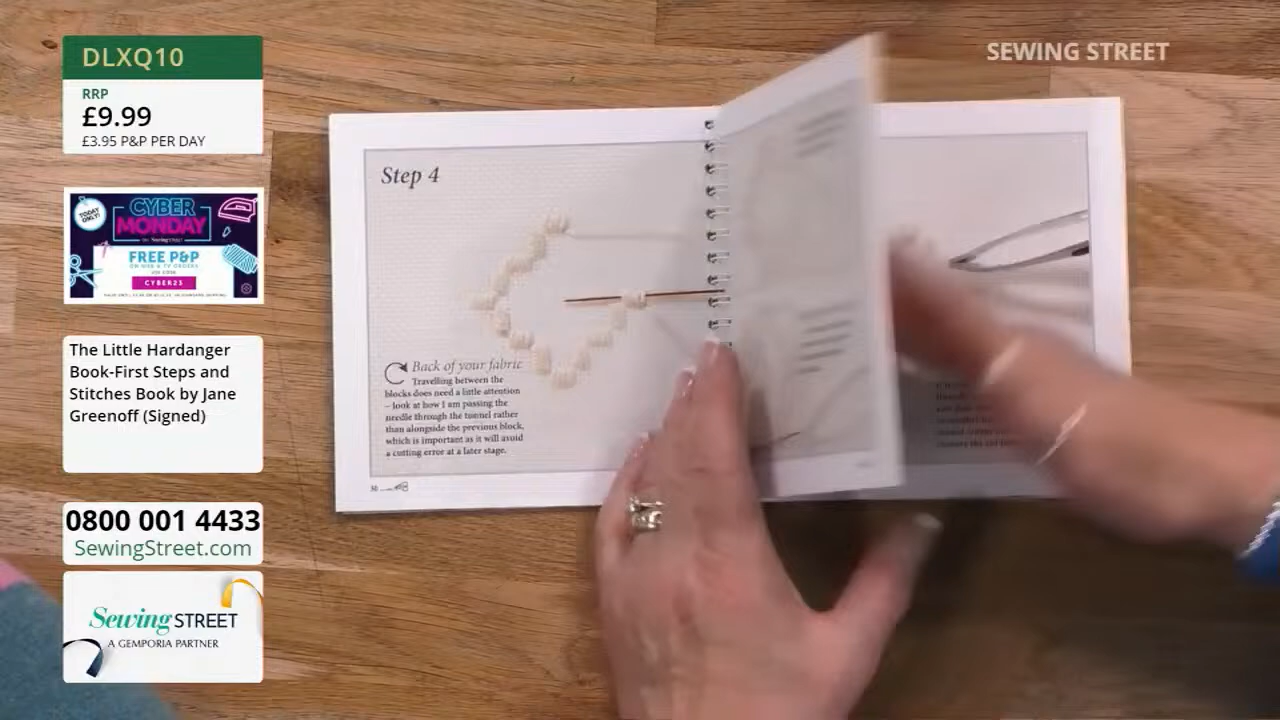 DLXQ10
RRP
£9.99
£3.95 P&P PER DAY
TODAY
ONLY!
CYBER
MONDAY
FREE P&P
CYBER23
The Little Hardanger
Book-First Steps and
Stitches Book by Jane
Greenoff (Signed)
0800 001 4433
SewingStreet.com
Sewing STREET
A GEMPORIA PARTNER
SEWING STREET
Step 4
Back of your fabric
Travelling between the
blocks does need a little attention
– look at how I am passing the
needle through the tunnel rather
than alongside the previous block,
which is important as it will avoid
a cutting error at a later stage.